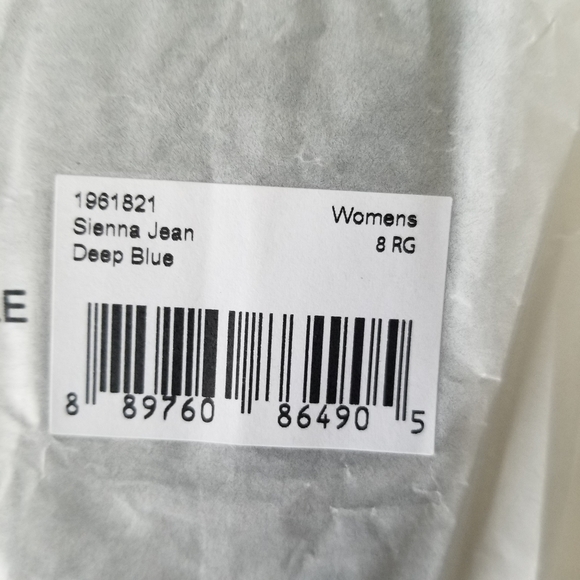 1961821
Sienna Jean
Deep Blue
Womens
8 RG
8 89760 86490 5